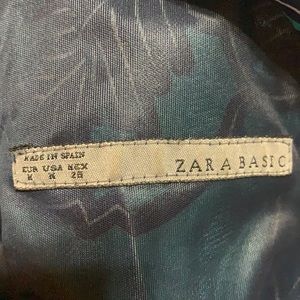 MADE IN SPAIN
EUR USA MEX
M M 28
ZARA BASIC